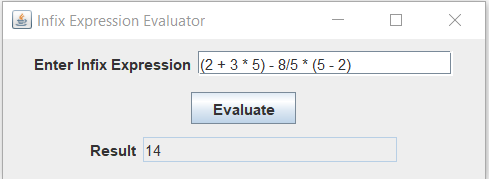 Infix Expression Evaluator
Enter Infix Expression (2 + 3 * 5) - 8/5 * (5 - 2)
Evaluate
Result 14